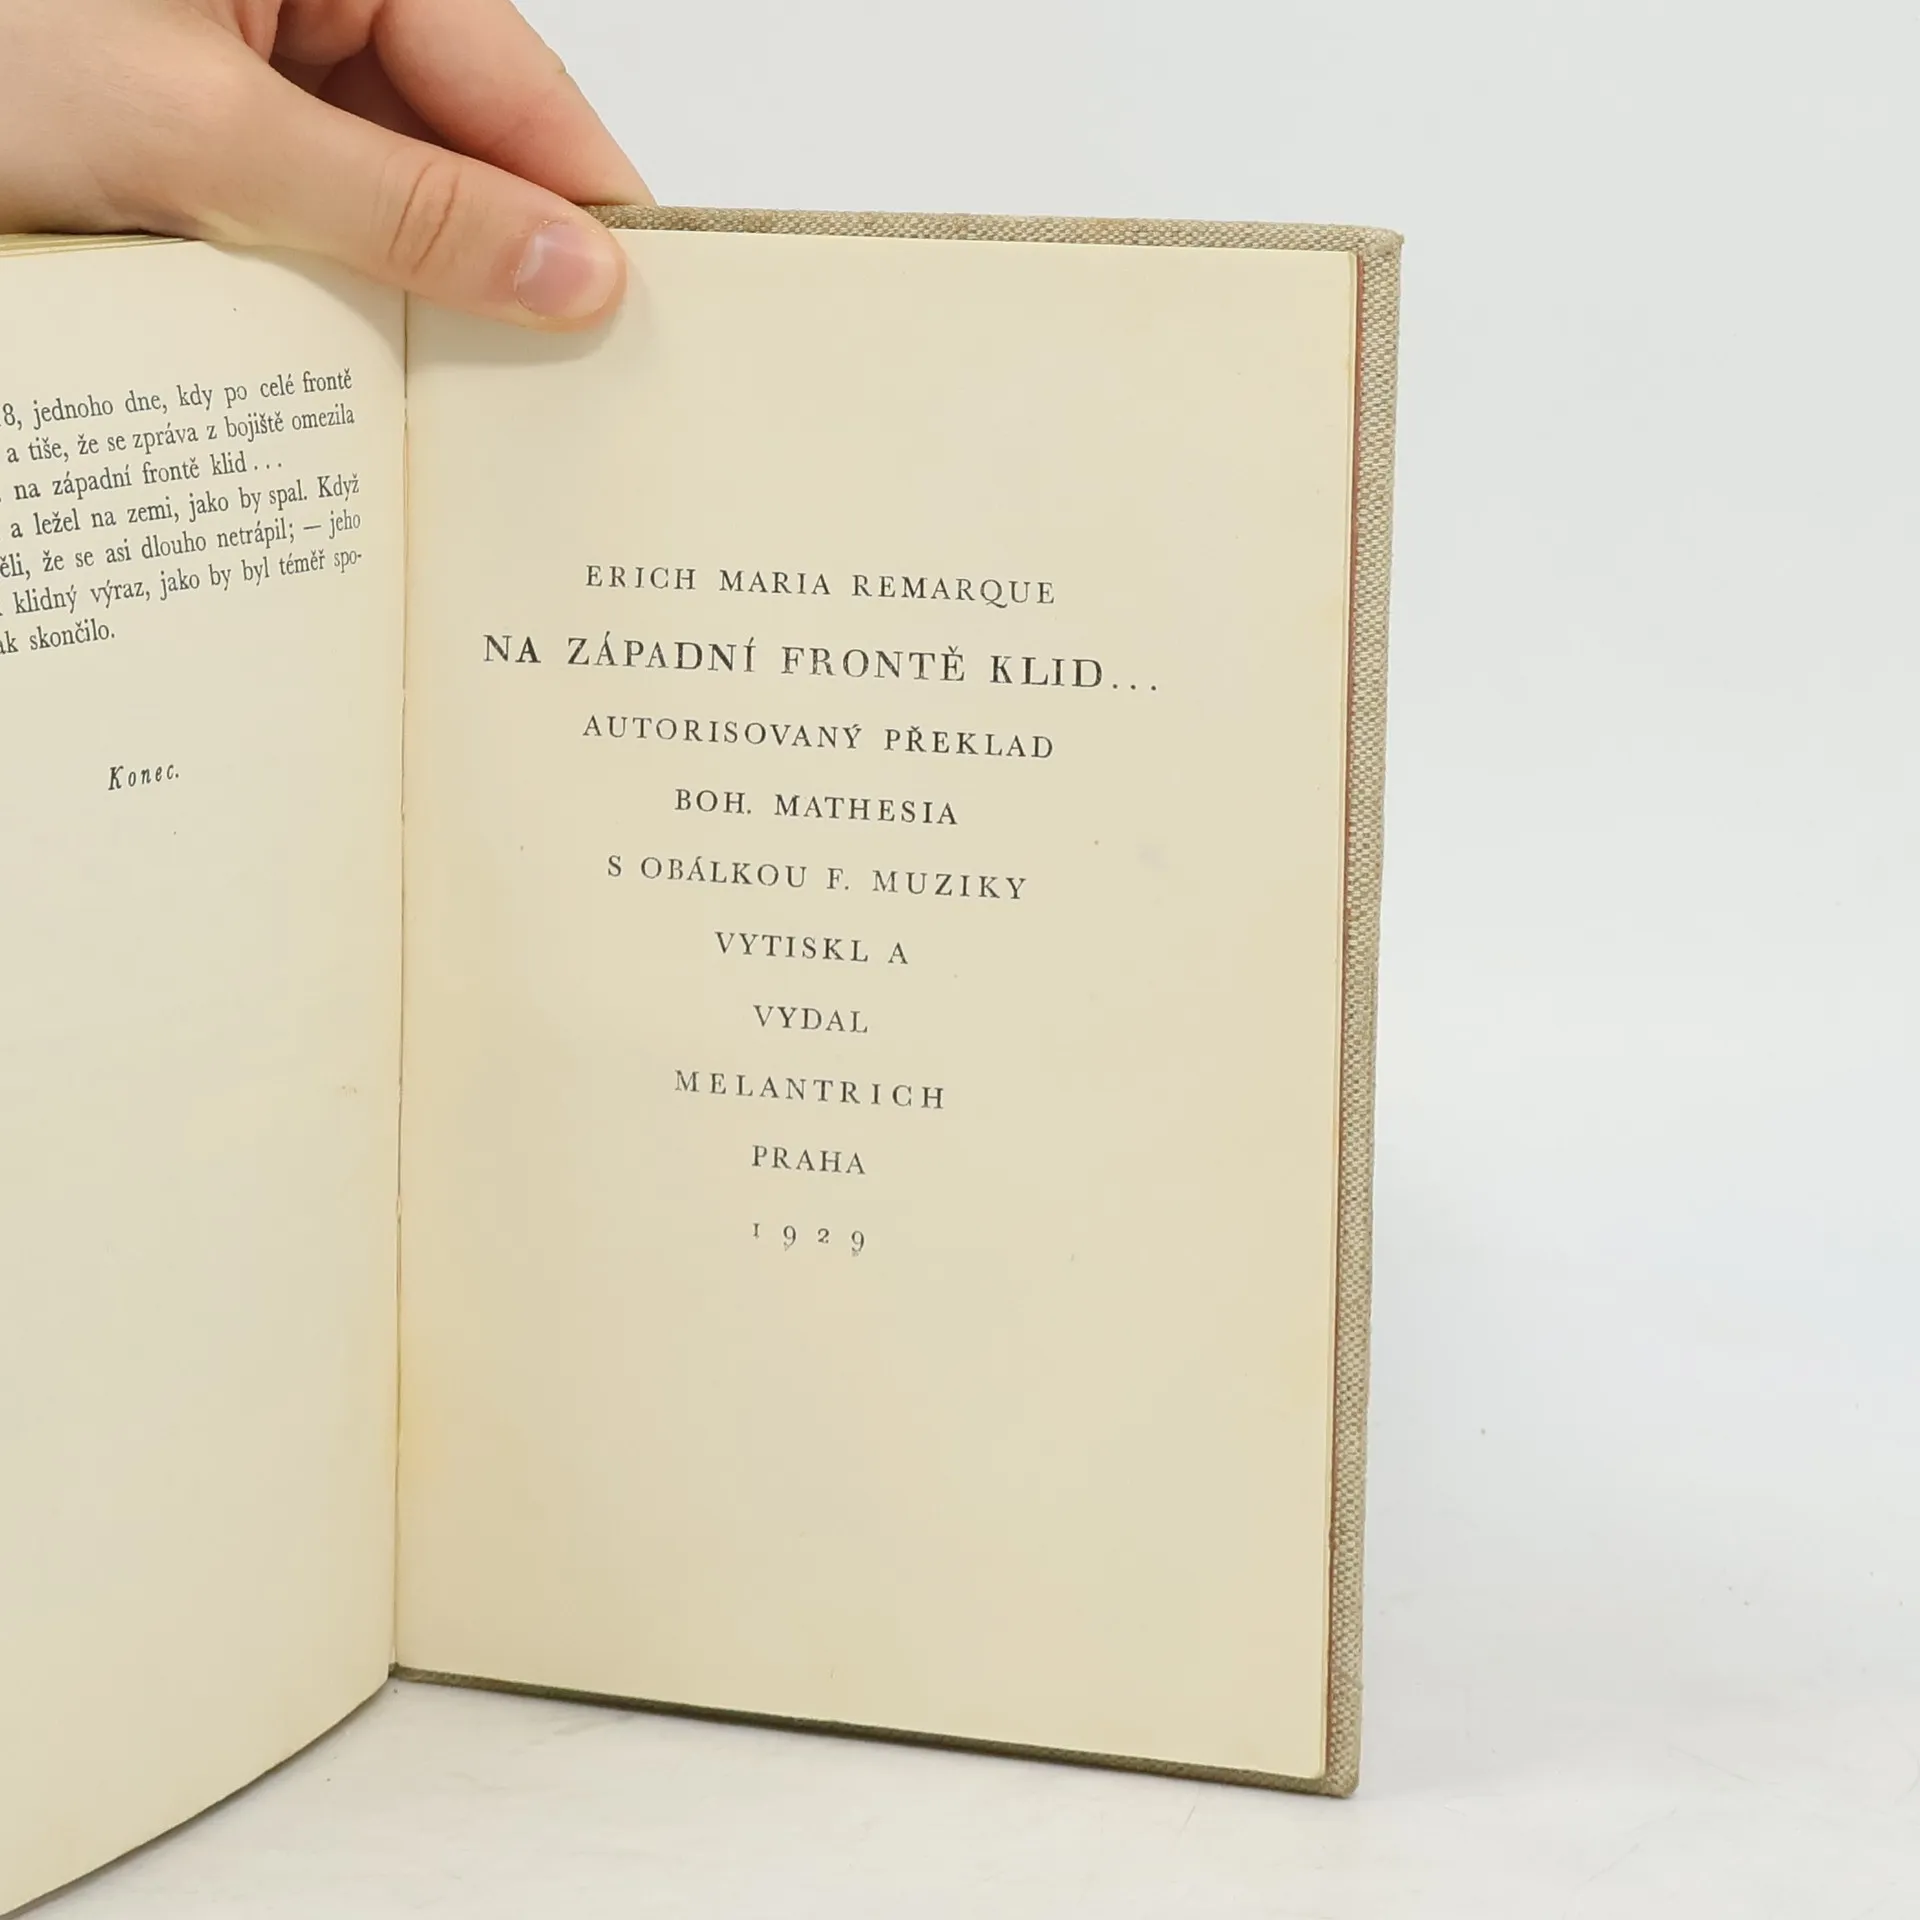 8, jednoho dne, kdy po celé frontě
a tiše, že se zpráva z bojiště omezila
na západní frontě klid...
a ležel na zemi, jako by spal. Když
ěli, že se asi dlouho netrápil; — jeho
klidný výraz, jako by byl téměř spo-
ak skončilo.
Konec.
ERICH MARIA REMARQUE
NA ZÁPADNÍ FRONTĚ KLID...
AUTORISOVANÝ PŘEKLAD
BOH. MATHESIA
S OBÁLKOU F. MUZIKY
VYTISKL A
VYDAL
MELANTRICH
PRAHA
1929